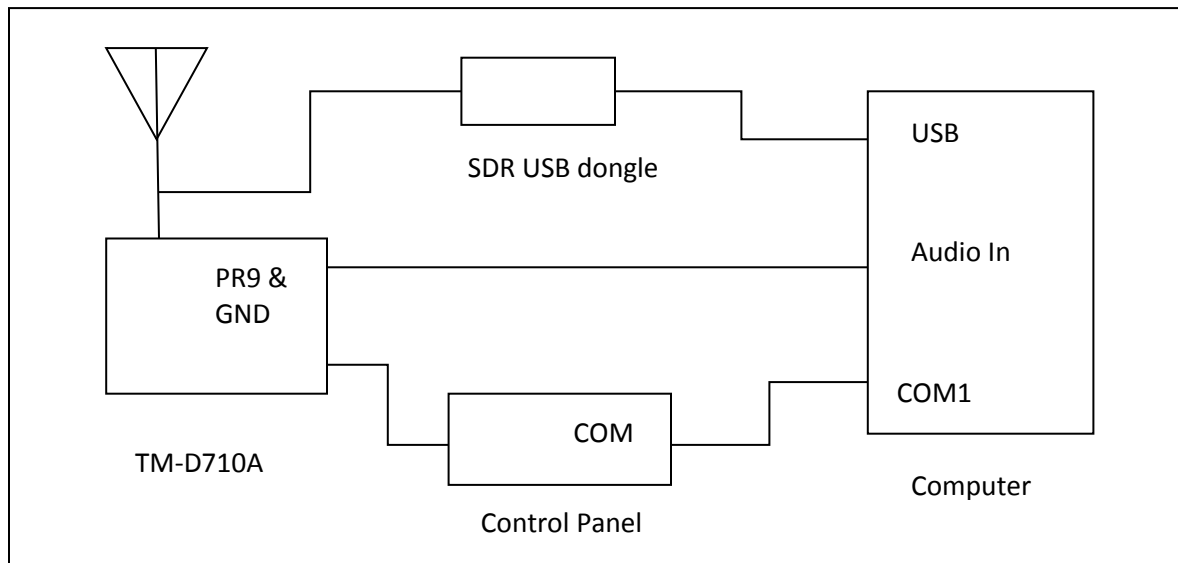 USB
SDR USB dongle
Audio In
PR9 &
GND
COM1
COM
TM-D710A
Computer
Control Panel